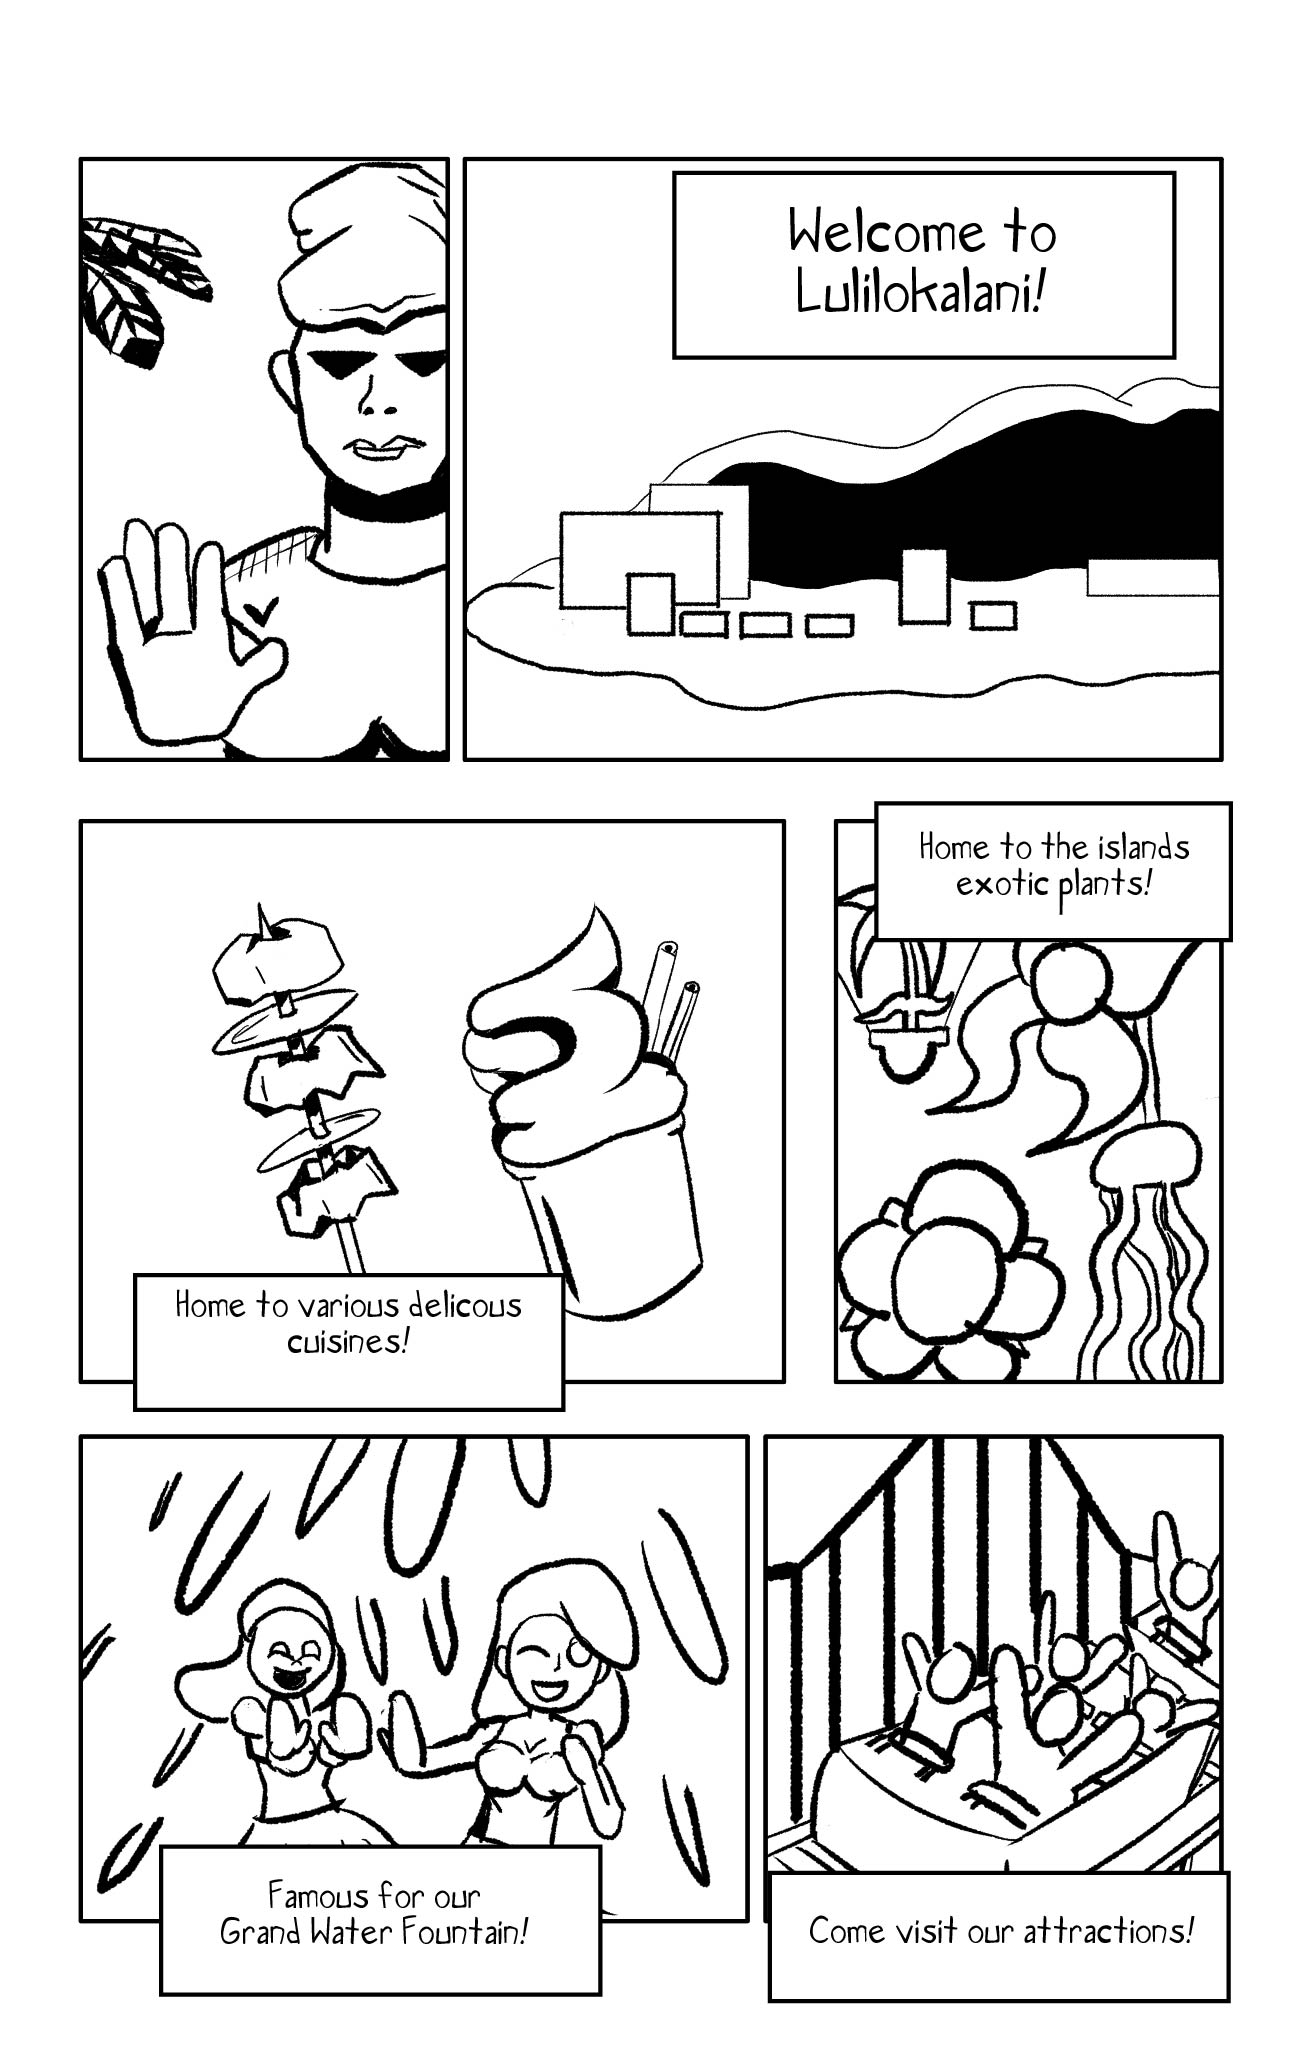 Welcome to
Lulilokalani!
Home to various delicous
cuisines!
Home to the islands
exotic plants!
Famous for our
Grand Water Fountain!
Come visit our attractions!